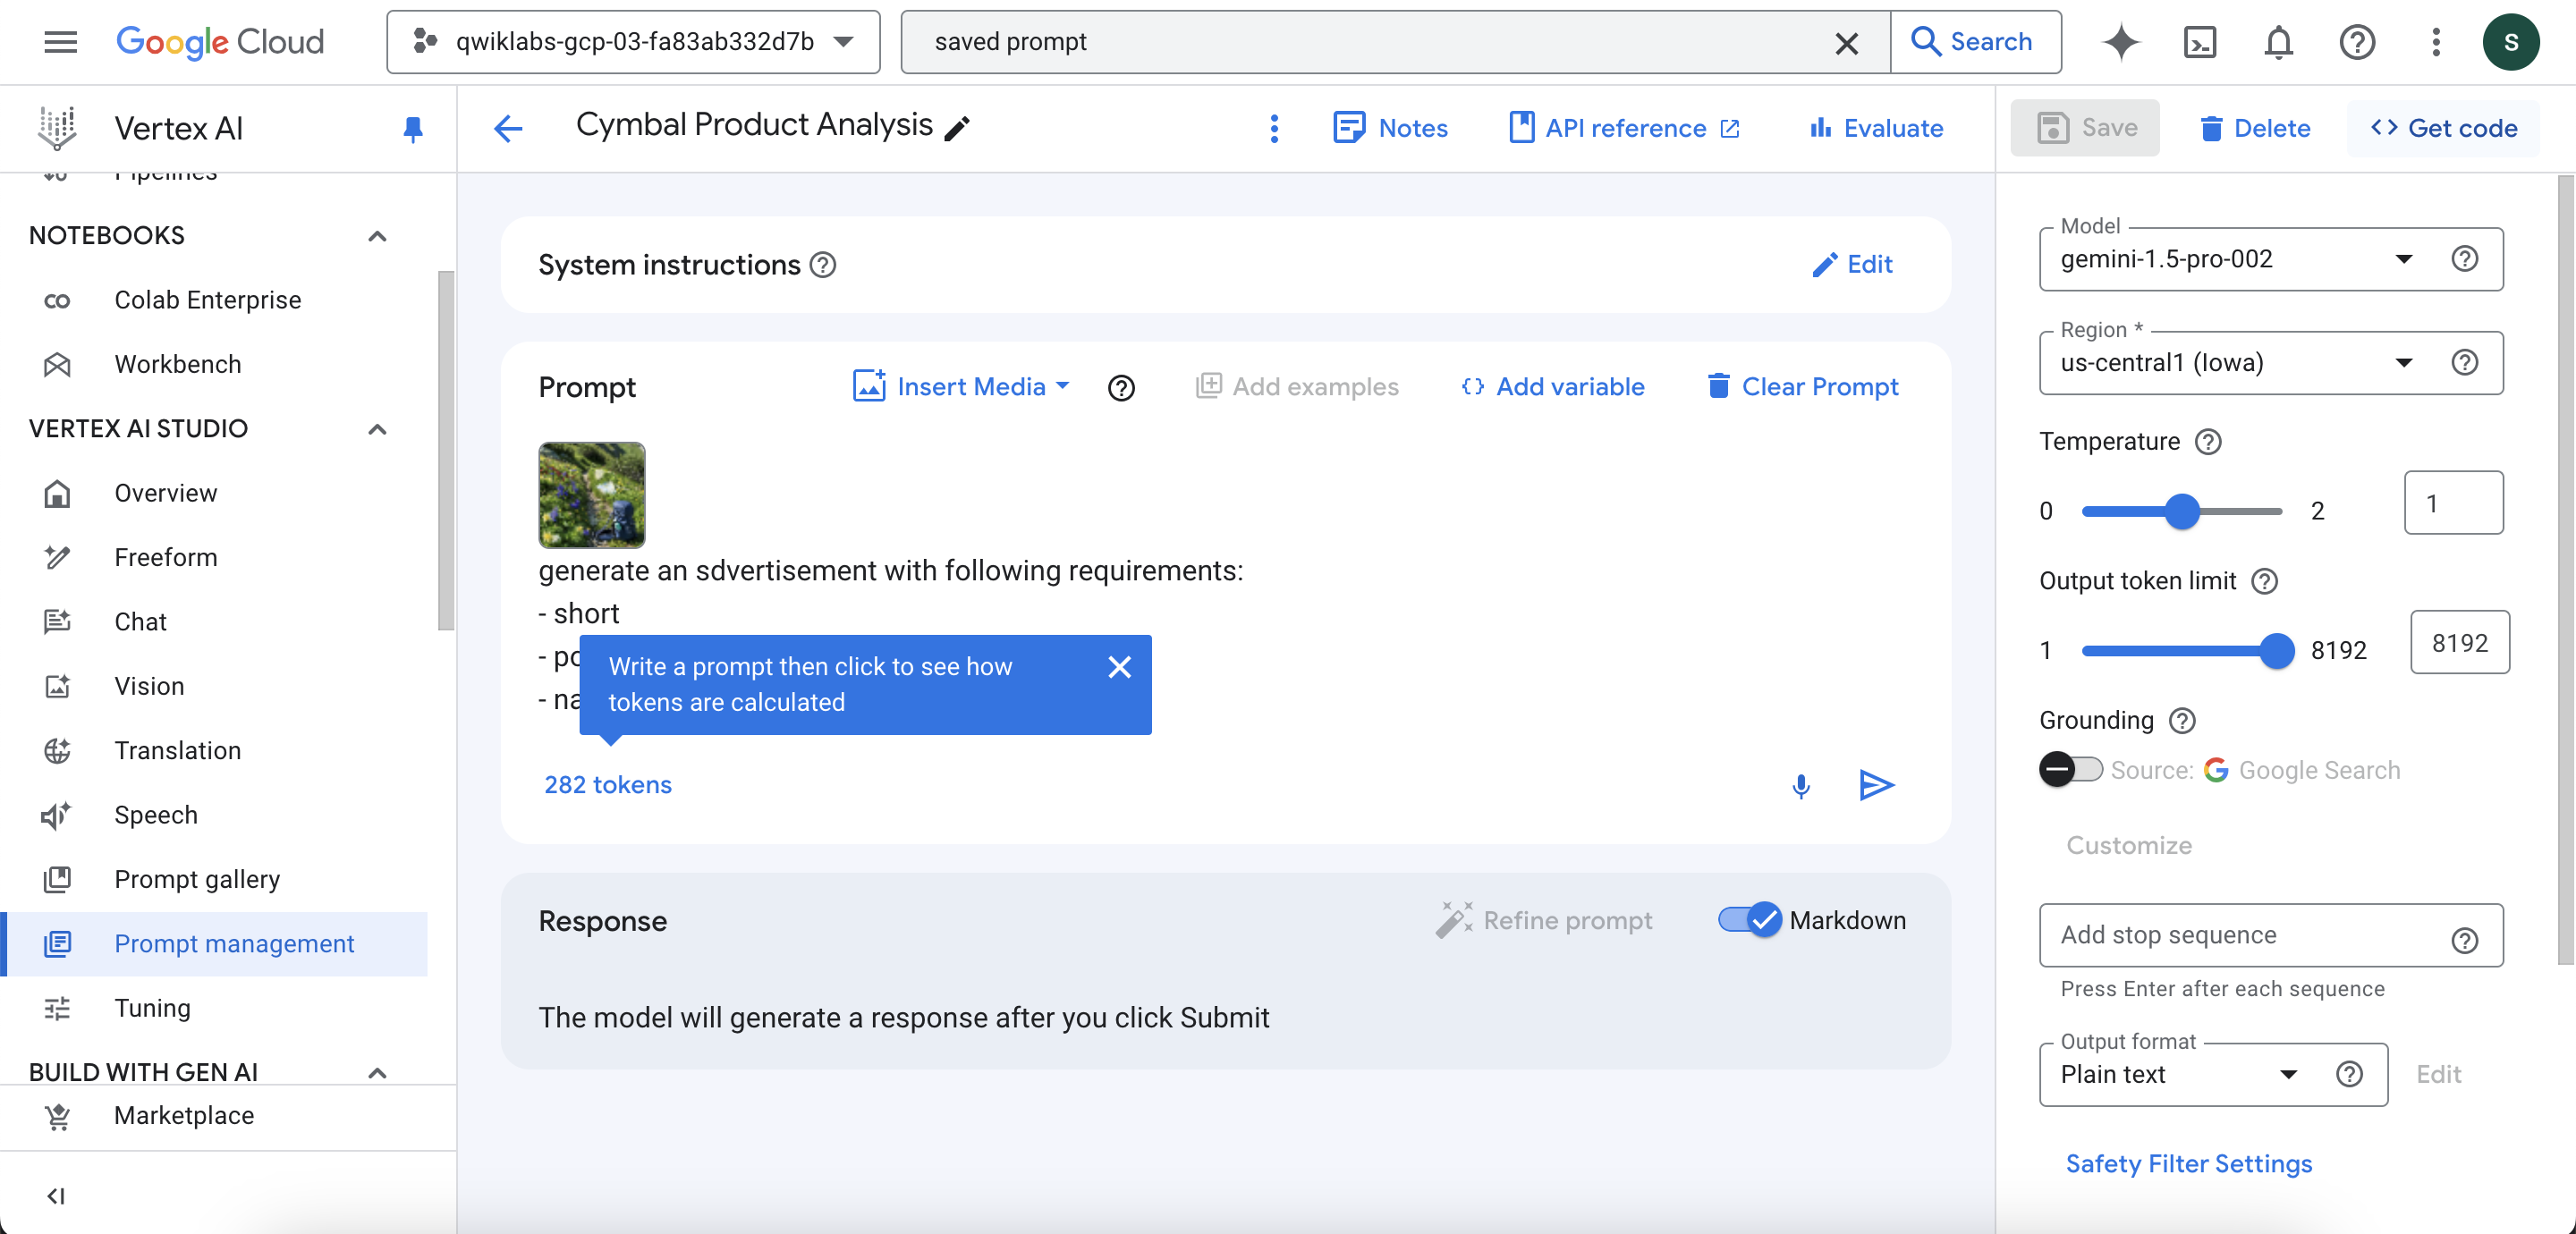 Google Cloud
qwiklabs-gcp-03-fa83ab332d7b
saved prompt
Search
S
Vertex AI
Cymbal Product Analysis
Notes
API reference
Evaluate
Save
Delete
Get code
Pipelines
NOTEBOOKS
Colab Enterprise
Workbench
VERTEX AI STUDIO
Overview
Freeform
Chat
Vision
Translation
Speech
Prompt gallery
Prompt management
Tuning
BUILD WITH GEN AI
Marketplace
System instructions
Edit
Prompt
Insert Media
Add examples
Add variable
Clear Prompt
generate an sdvertisement with following requirements:
- short
- po
- na
Write a prompt then click to see how
tokens are calculated
282 tokens
Response
Refine prompt
Markdown
The model will generate a response after you click Submit
Model
gemini-1.5-pro-002
Region *
us-central1 (Iowa)
Temperature
0
2
1
Output token limit
1
8192
8192
Grounding
Source: Google Search
Customize
Add stop sequence
Press Enter after each sequence
Output format
Plain text
Edit
Safety Filter Settings